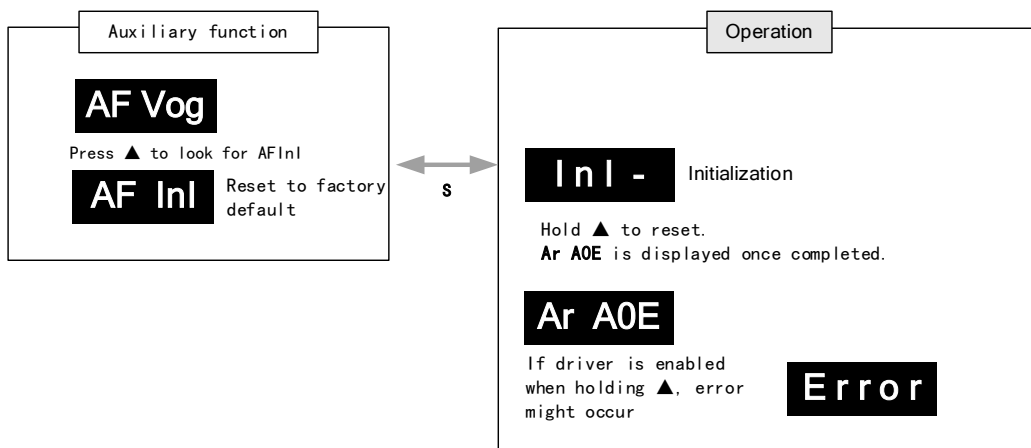 Auxiliary function
AF Vog
Press ▲ to look for AFInI
AF InI
Reset to factory
default
S
Operation
InI -
Initialization
Hold ▲ to reset.
Ar A0E is displayed once completed.
Ar A0E
If driver is enabled
when holding ▲, error
might occur
Error